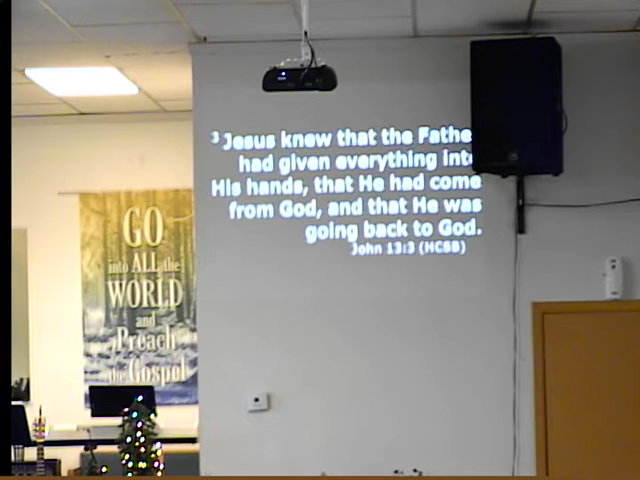 GO
into ALL the
WORLD
and
Preach
the Gospel
3 Jesus knew that the Fathe
had given everything into
His hands, that He had come
from God, and that He was
going back to God.
John 13:3 (HCSB)